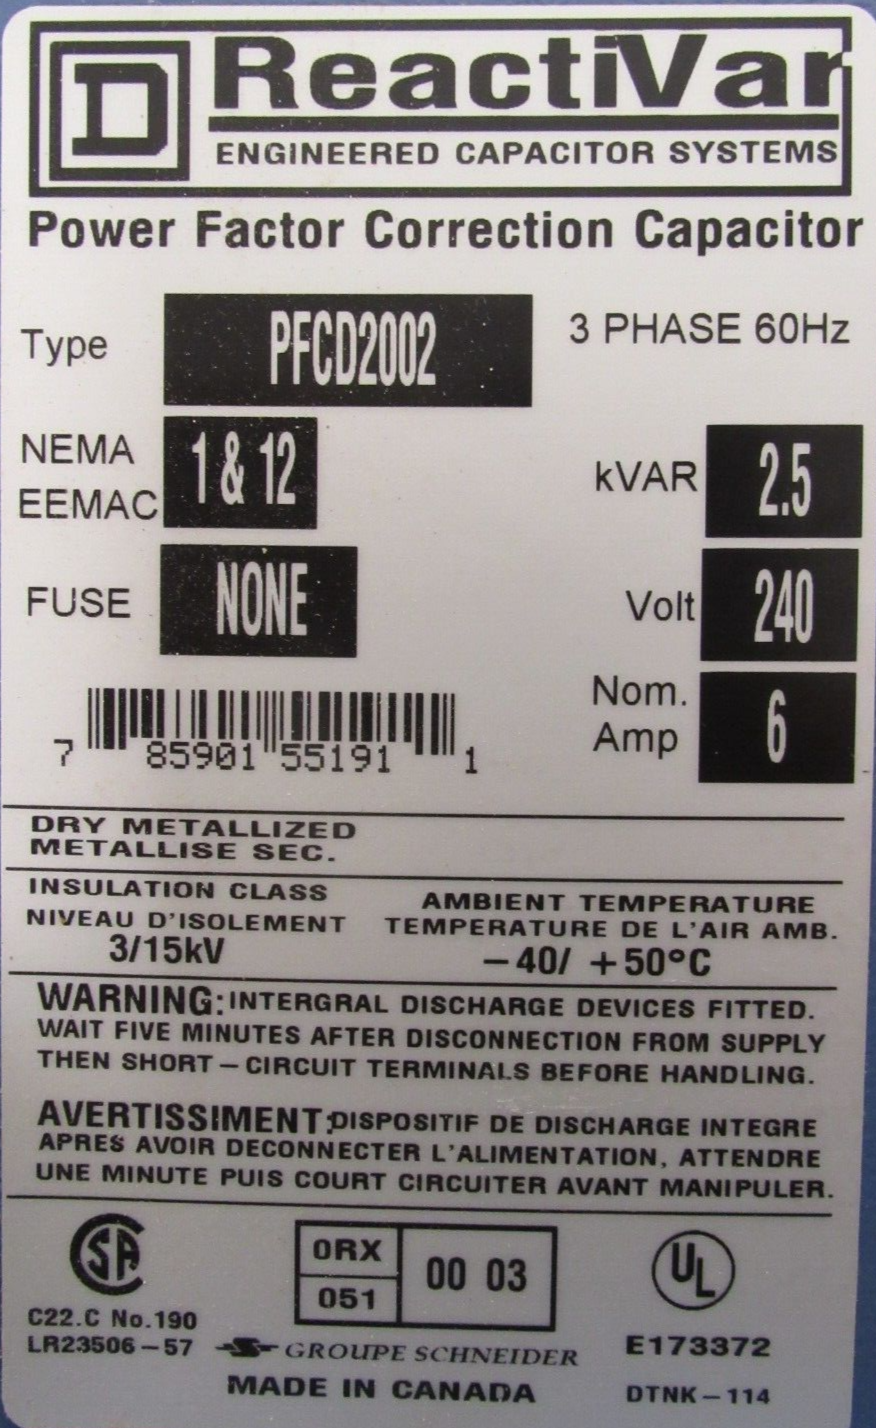 D
ReactiVar
ENGINEERED CAPACITOR SYSTEMS
Power Factor Correction Capacitor
Type PFCD2002 3 PHASE 60Hz
NEMA
EEMAC 1 & 12
kVAR 2.5
FUSE NONE
Volt 240
Nom.
Amp 6
7 85901 55191 1
DRY METALLIZED
METALLISE SEC.
INSULATION CLASS
NIVEAU D'ISOLEMENT
3/15kV
AMBIENT TEMPERATURE
TEMPERATURE DE L'AIR AMB.
-40/ +50°C
WARNING: INTERGRAL DISCHARGE DEVICES FITTED.
WAIT FIVE MINUTES AFTER DISCONNECTION FROM SUPPLY
THEN SHORT-CIRCUIT TERMINALS BEFORE HANDLING.
AVERTISSIMENT: DISPOSITIF DE DISCHARGE INTEGRE
APRES AVOIR DECONNECTER L'ALIMENTATION, ATTENDRE
UNE MINUTE PUIS COURT CIRCUITER AVANT MANIPULER.
SA
C22.C No.190
LR23506-57
0RX
051
00 03
GROUPE SCHNEIDER
MADE IN CANADA
UL
E173372
DTNK-114